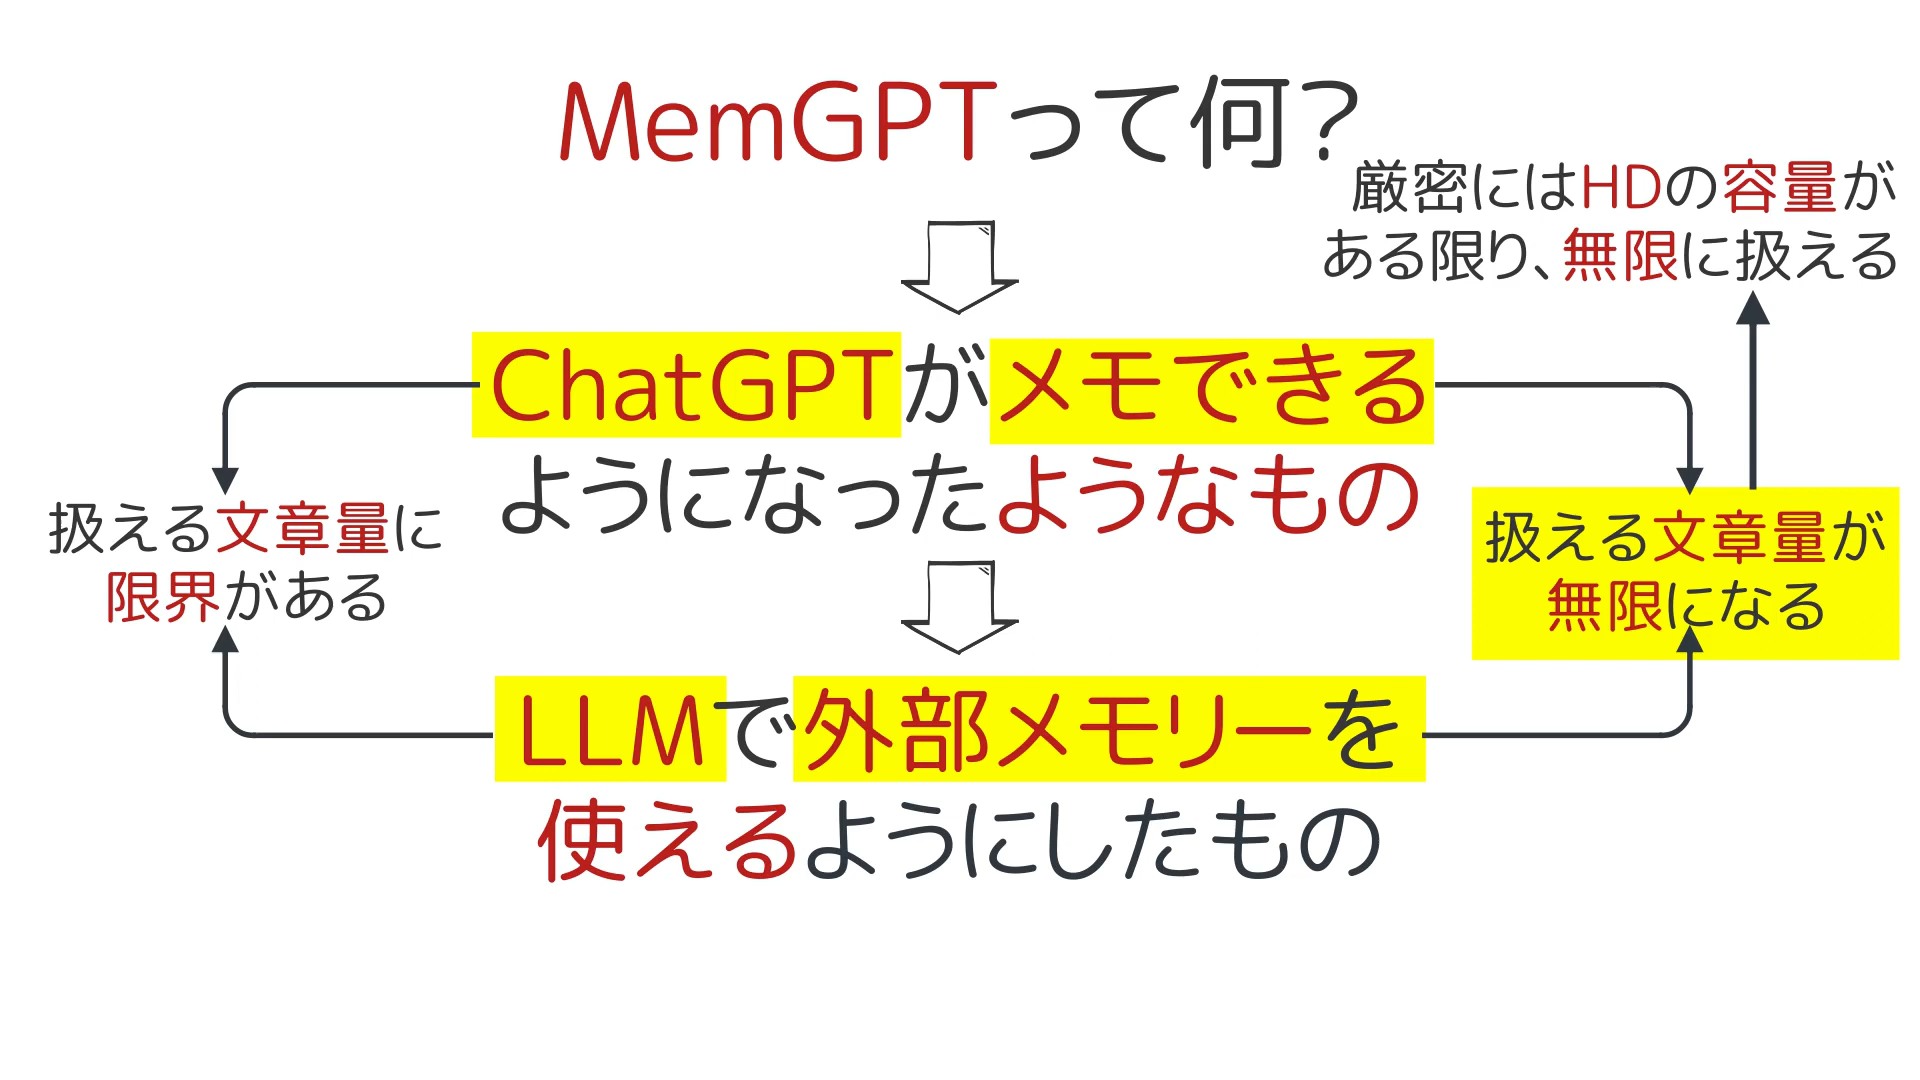 MemGPTって何？
厳密にはHDの容量が
ある限り、無限に扱える
ChatGPTがメモできる
ようになったようなもの
扱える文章量に
限界がある
扱える文章量が
無限になる
LLMで外部メモリーを
使えるようにしたもの